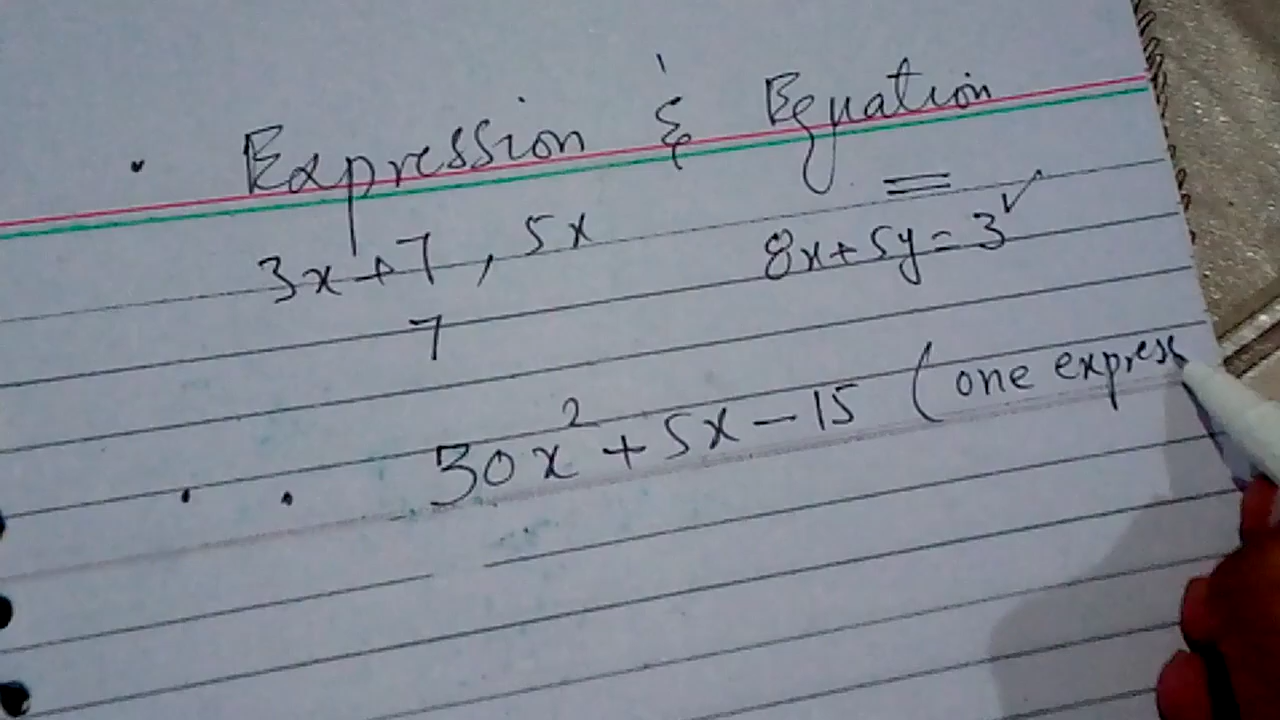 . Expression & Equation
=
3x+7, 5x 8x+5y=3 ✓
7
30x²+5x-15 (one express